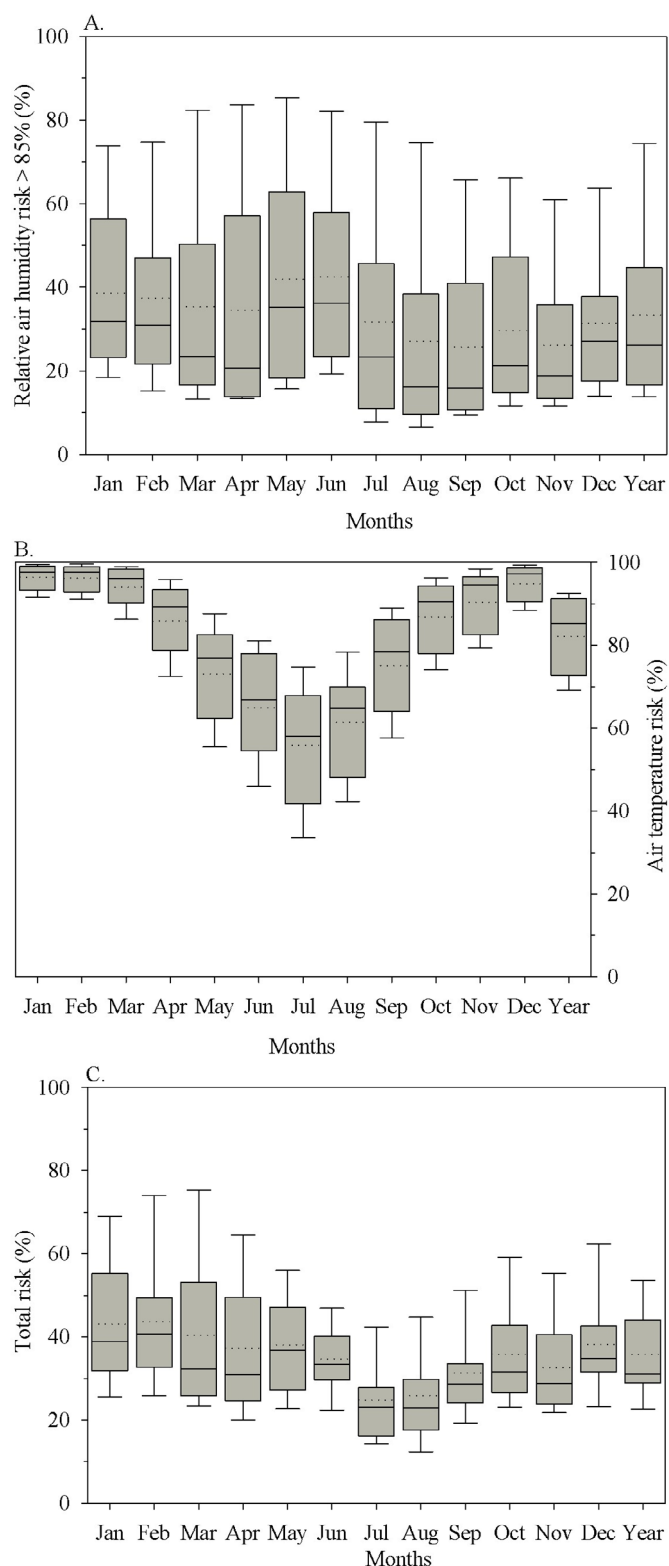 A.
Relative air humidity risk > 85% (%)
100
80
60
40
20
0
Jan Feb Mar Apr May Jun Jul Aug Sep Oct Nov Dec Year
Months
B.
100
80
60
40
20
0
Air temperature risk (%)
Jan Feb Mar Apr May Jun Jul Aug Sep Oct Nov Dec Year
Months
C.
Total risk (%)
100
80
60
40
20
0
Jan Feb Mar Apr May Jun Jul Aug Sep Oct Nov Dec Year
Months